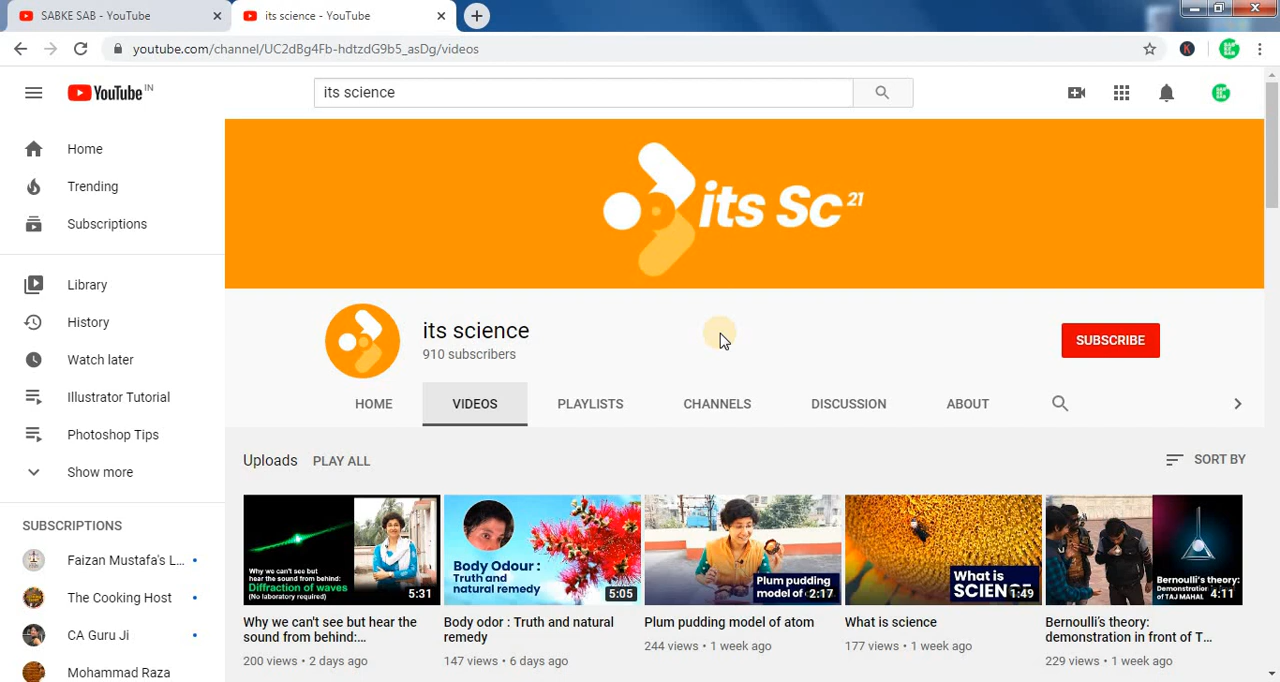 SABKE SAB - YouTube
its science - YouTube
youtube.com/channel/UC2dBg4Fb-hdtzdG9b5_asDg/videos
K
YouTube IN
its science
Home
Trending
Subscriptions
Library
History
Watch later
Illustrator Tutorial
Photoshop Tips
Show more
SUBSCRIPTIONS
Faizan Mustafa's L...
The Cooking Host
CA Guru Ji
Mohammad Raza
its Sc 21
its science
910 subscribers
SUBSCRIBE
HOME
VIDEOS
PLAYLISTS
CHANNELS
DISCUSSION
ABOUT
Uploads
PLAY ALL
SORT BY
Why we can't see but
hear the sound from behind:
Diffraction of waves
(No laboratory required)
5:31
Why we can't see but hear the
sound from behind:...
200 views • 2 days ago
Body Odour :
Truth and
natural remedy
5:05
Body odor : Truth and natural
remedy
147 views • 6 days ago
Plum pudding
model of
2:17
Plum pudding model of atom
244 views • 1 week ago
What is
SCIEN
1:49
What is science
177 views • 1 week ago
Bernoulli's theory:
Demonstration
of TAJ MAHAL
4:11
Bernoulli's theory:
demonstration in front of T...
229 views • 1 week ago